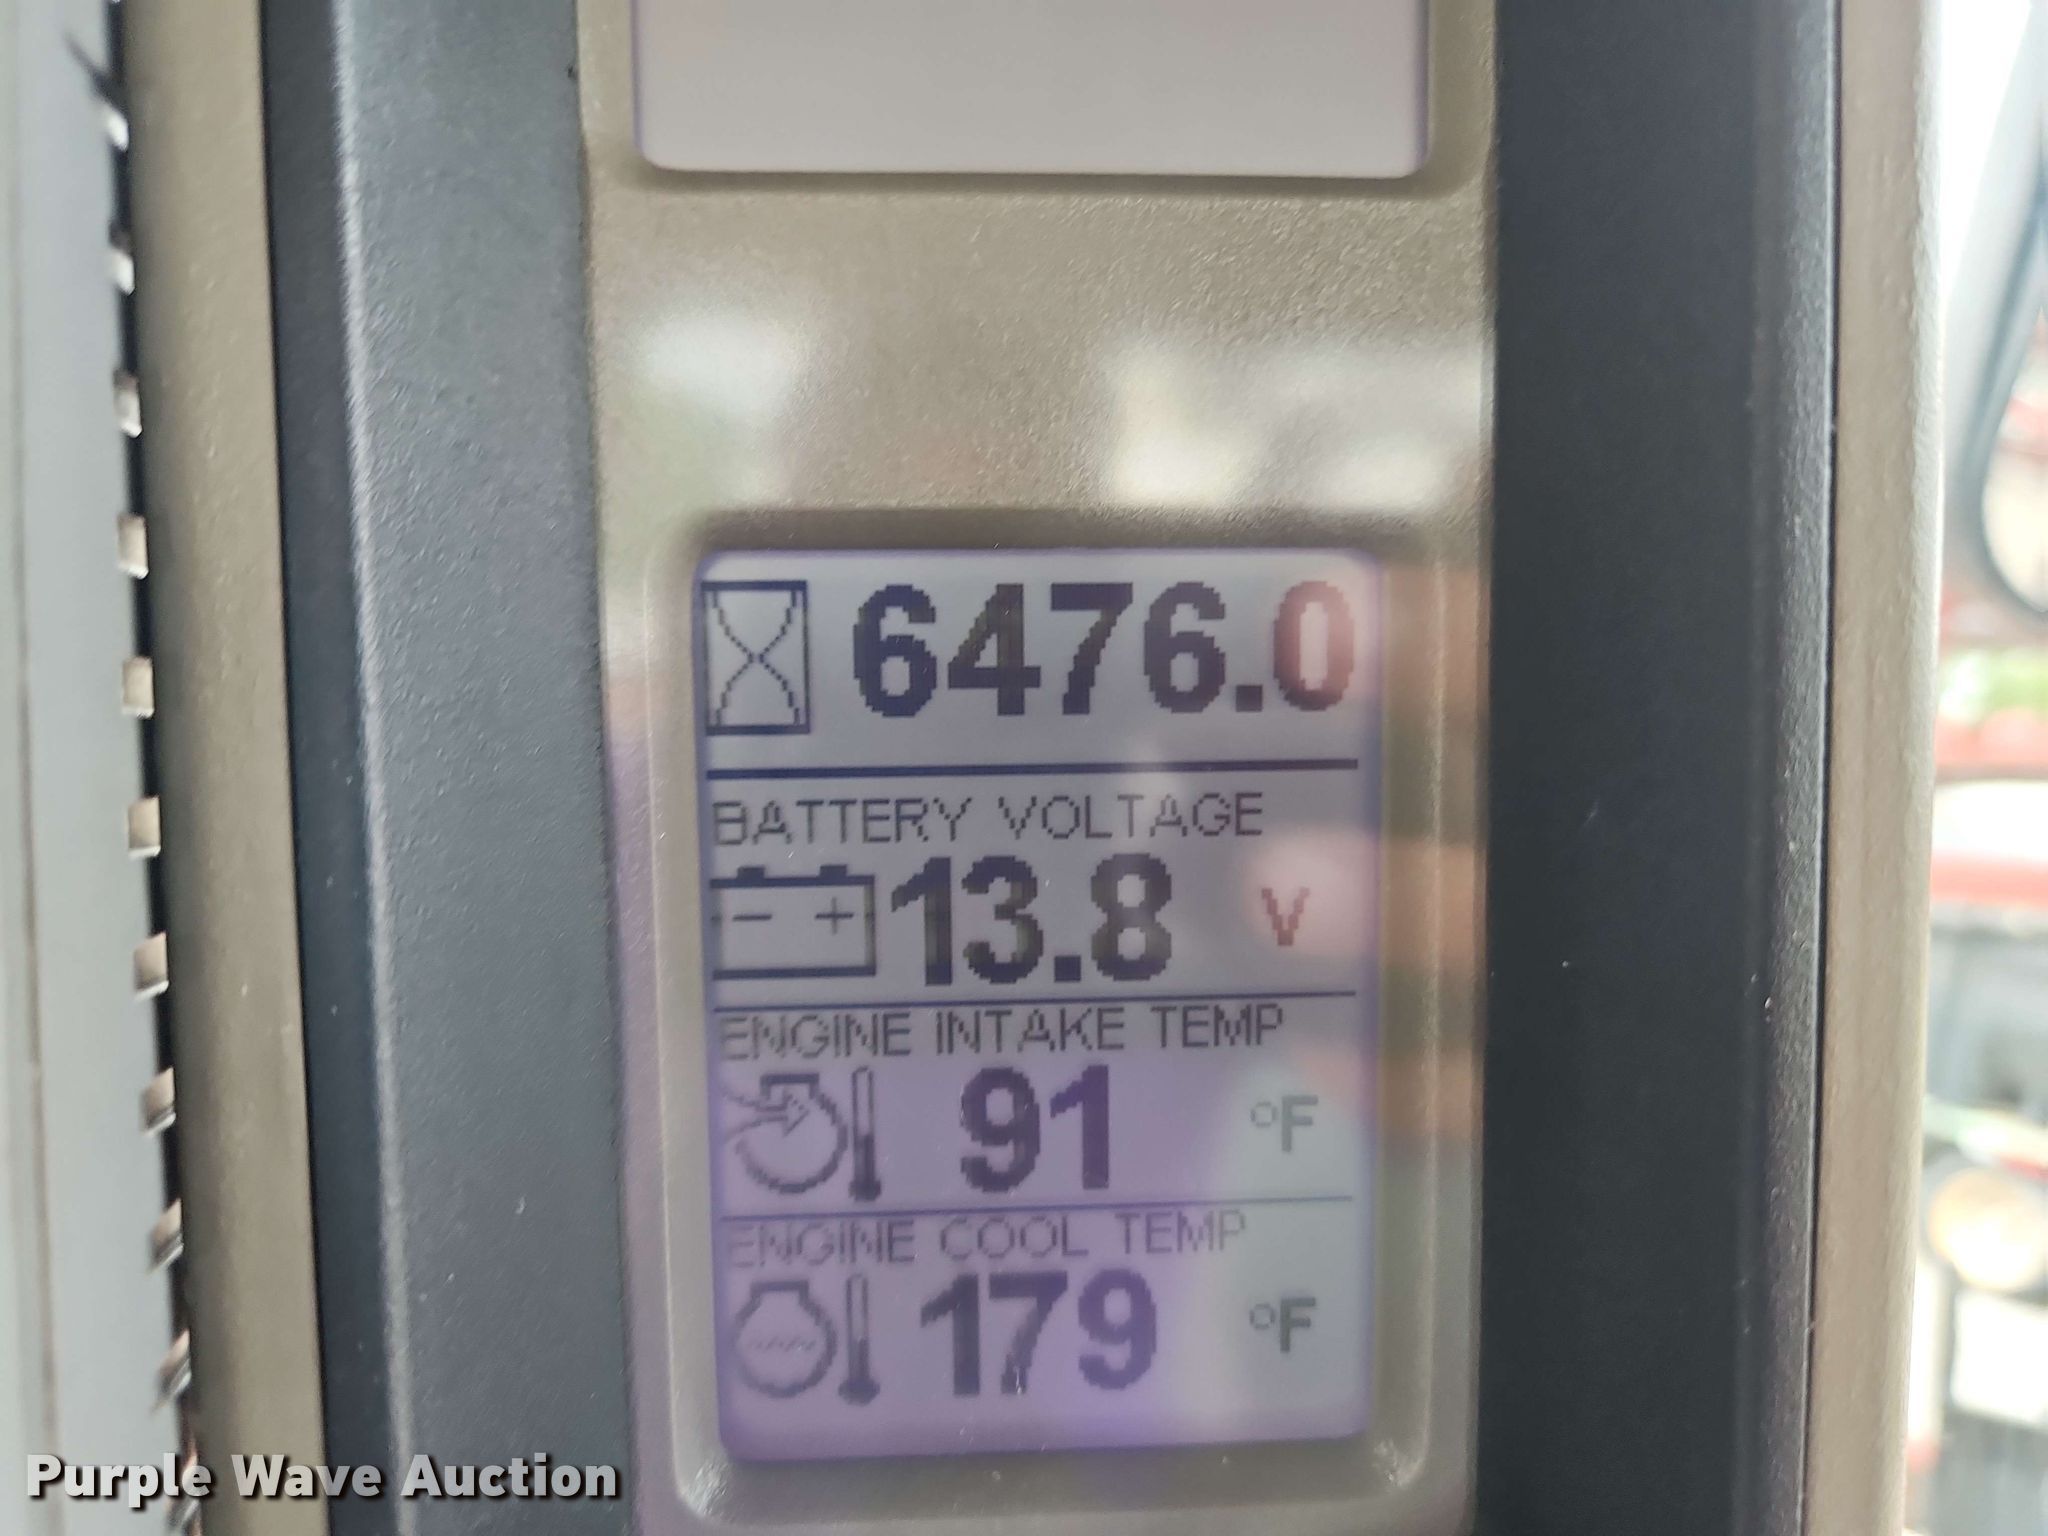 6476.0
BATTERY VOLTAGE
- + 13.8 V
ENGINE INTAKE TEMP
91 °F
ENGINE COOL TEMP
179 °F
Purple Wave Auction